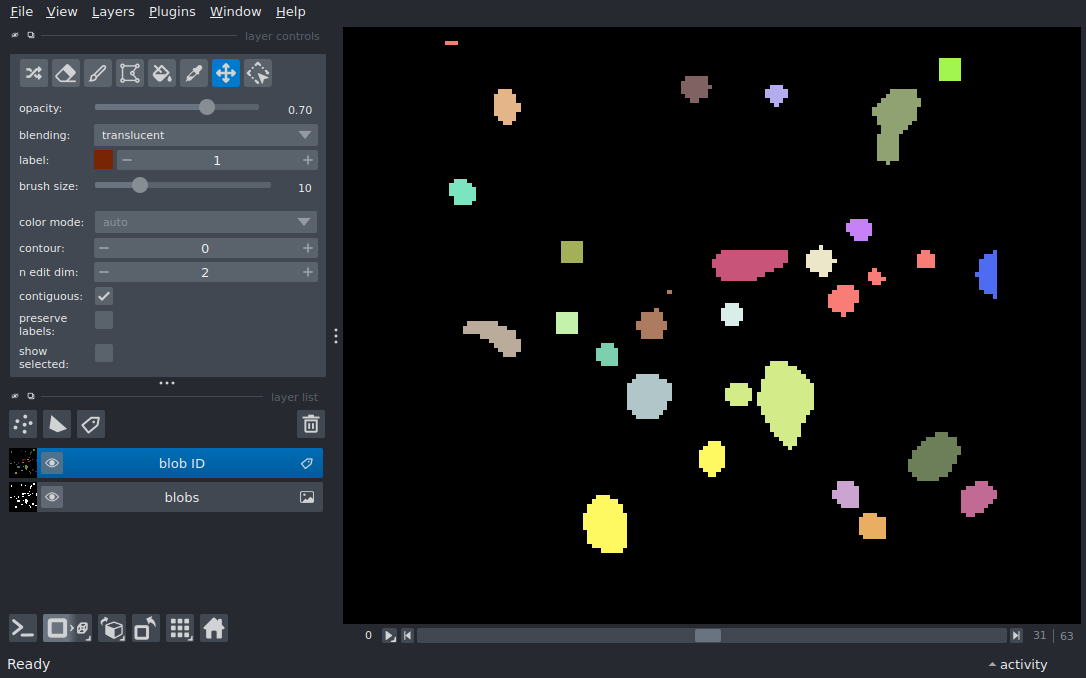 File View Layers Plugins Window Help
layer controls
opacity: 0.70
blending: translucent
label: 1
brush size: 10
color mode: auto
contour: 0
n edit dim: 2
contiguous:
preserve
labels:
show
selected:
layer list
blob ID
blobs
0 31 63
Ready activity